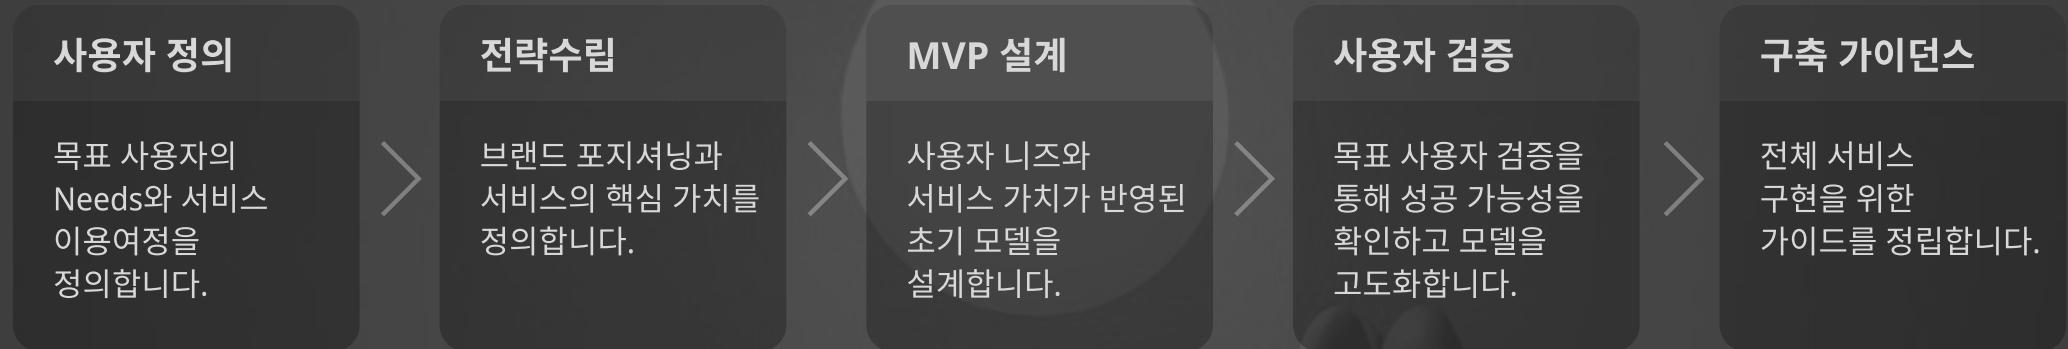 사용자 정의
목표 사용자의
Needs와 서비스
이용여정을
정의합니다.
전략수립
브랜드 포지셔닝과
서비스의 핵심 가치를
정의합니다.
MVP 설계
사용자 니즈와
서비스 가치가 반영된
초기 모델을
설계합니다.
사용자 검증
목표 사용자 검증을
통해 성공 가능성을
확인하고 모델을
고도화합니다.
구축 가이던스
전체 서비스
구현을 위한
가이드를 정립합니다.